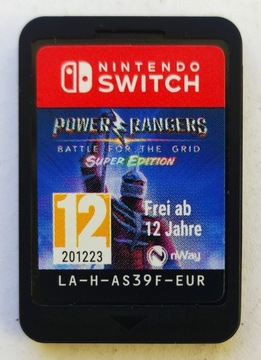 NINTENDO
SWITCH
POWER RANGERS
BATTLE FOR THE GRID
SUPER EDITION
12
201223
Frei ab
12 Jahre
nWay
LA-H-AS39F-EUR